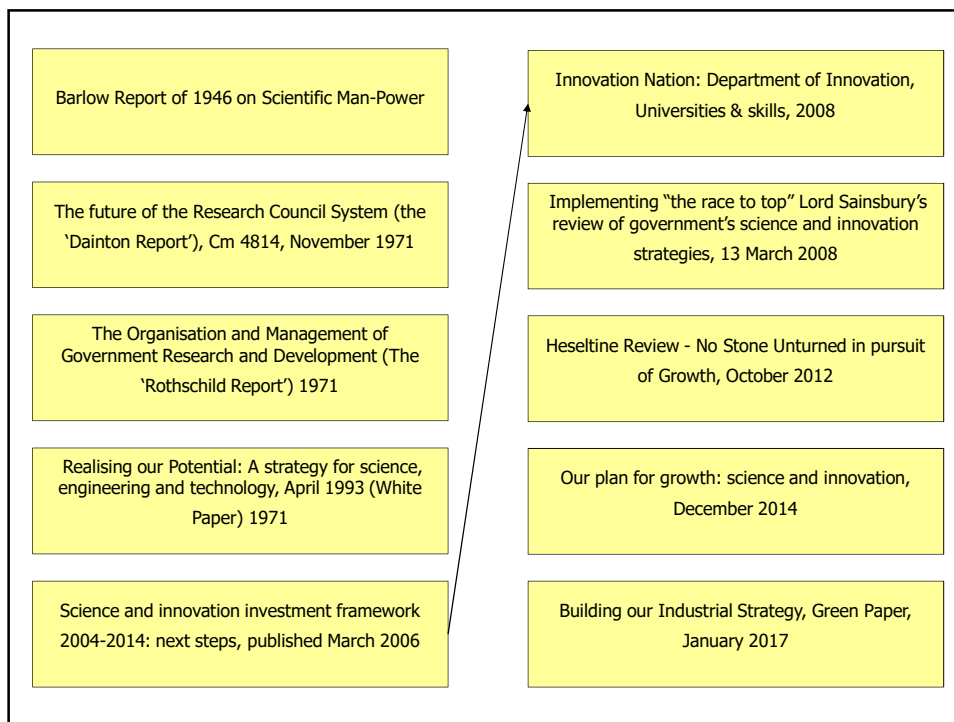 Barlow Report of 1946 on Scientific Man-Power
The future of the Research Council System (the
‘Dainton Report’), Cm 4814, November 1971
The Organisation and Management of
Government Research and Development (The
‘Rothschild Report’) 1971
Realising our Potential: A strategy for science,
engineering and technology, April 1993 (White
Paper) 1971
Science and innovation investment framework
2004-2014: next steps, published March 2006
Innovation Nation: Department of Innovation,
Universities & skills, 2008
Implementing “the race to top” Lord Sainsbury’s
review of government’s science and innovation
strategies, 13 March 2008
Heseltine Review - No Stone Unturned in pursuit
of Growth, October 2012
Our plan for growth: science and innovation,
December 2014
Building our Industrial Strategy, Green Paper,
January 2017